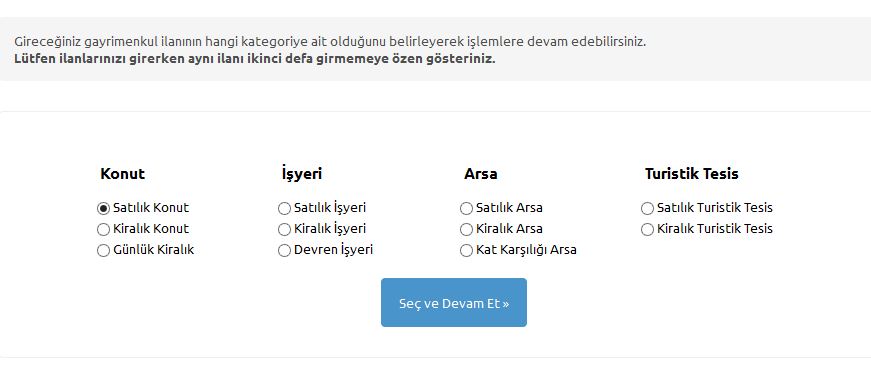 Gireceğiniz gayrimenkul ilanının hangi kategoriye ait olduğunu belirleyerek işlemlere devam edebilirsiniz.
Lütfen ilanlarınızı girerken aynı ilanı ikinci defa girmemeye özen gösteriniz.
Konut
Satılık Konut
Kiralık Konut
Günlük Kiralık
İşyeri
Satılık İşyeri
Kiralık İşyeri
Devren İşyeri
Arsa
Satılık Arsa
Kiralık Arsa
Kat Karşılığı Arsa
Turistik Tesis
Satılık Turistik Tesis
Kiralık Turistik Tesis
Seç ve Devam Et »